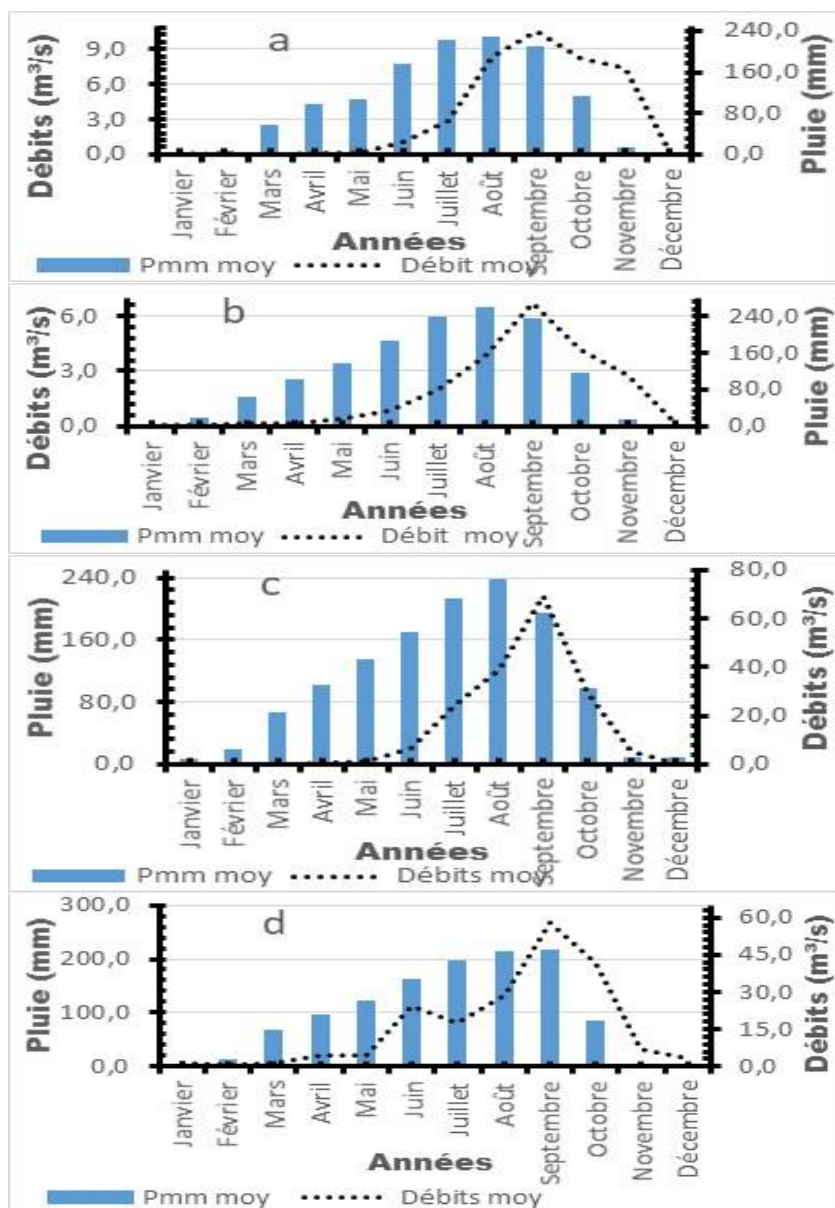 a
Débits (m³/s)
9,0
6,0
3,0
0,0
240,0
160,0
80,0
0,0
Pluie (mm)
Janvier
Février
Mars
Avril
Mai
Juin
Juillet
Août
Septembre
Octobre
Novembre
Décembre
Années
Pmm moy
Débit moy
b
Débits (m³/s)
6,0
3,0
0,0
240,0
160,0
80,0
0,0
Pluie (mm)
Janvier
Février
Mars
Avril
Mai
Juin
Juillet
Août
Septembre
Octobre
Novembre
Décembre
Années
Pmm moy
Débit moy
c
Pluie (mm)
240,0
160,0
80,0
0,0
80,0
60,0
40,0
20,0
0,0
Débits (m³/s)
Janvier
Février
Mars
Avril
Mai
Juin
Juillet
Août
Septembre
Octobre
Novembre
Décembre
Années
Pmm moy
Débits moy
d
Pluie (mm)
300,0
200,0
100,0
0,0
60,0
45,0
30,0
15,0
0,0
Débits (m³/s)
Janvier
Février
Mars
Avril
Mai
Juin
Juillet
Août
Septembre
Octobre
Novembre
Décembre
Années
Pmm moy
Débits moy